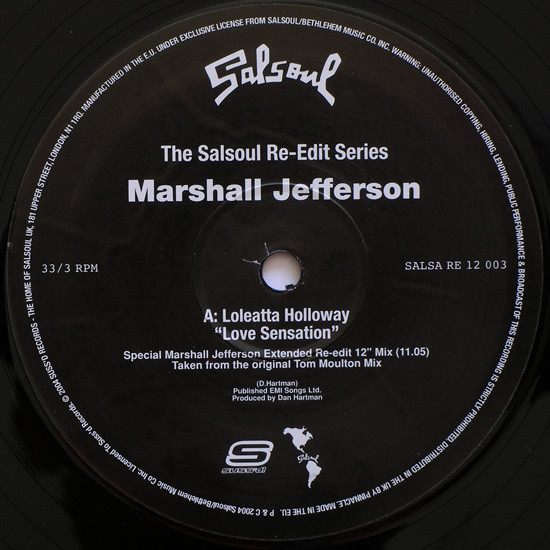 © 2004 SUSS'D RECORDS - THE HOME OF SALSOUL UK, 181 UPPER STREET, LONDON, N1 1RQ. MANUFACTURED IN THE E.U. UNDER EXCLUSIVE LICENSE FROM SALSOUL/BETHLEHEM MUSIC CO. INC. WARNING: UNAUTHORISED COPYING, HIRING, LENDING, PUBLIC PERFORMANCE & BROADCAST OF THIS RECORDING IS STRICTLY PROHIBITED. DISTRIBUTED IN THE UK BY PINNACLE. MADE IN THE EU.
P & C 2004 Salsoul/Bethlehem Music Co Inc. Licensed To Suss'd Records.
Salsoul
The Salsoul Re-Edit Series
Marshall Jefferson
33/3 RPM
SALSA RE 12 003
A: Loleatta Holloway
“Love Sensation”
Special Marshall Jefferson Extended Re-edit 12" Mix (11.05)
Taken from the original Tom Moulton Mix
(D.Hartman)
Published EMI Songs Ltd.
Produced by Dan Hartman
suss'd!
Salsoul